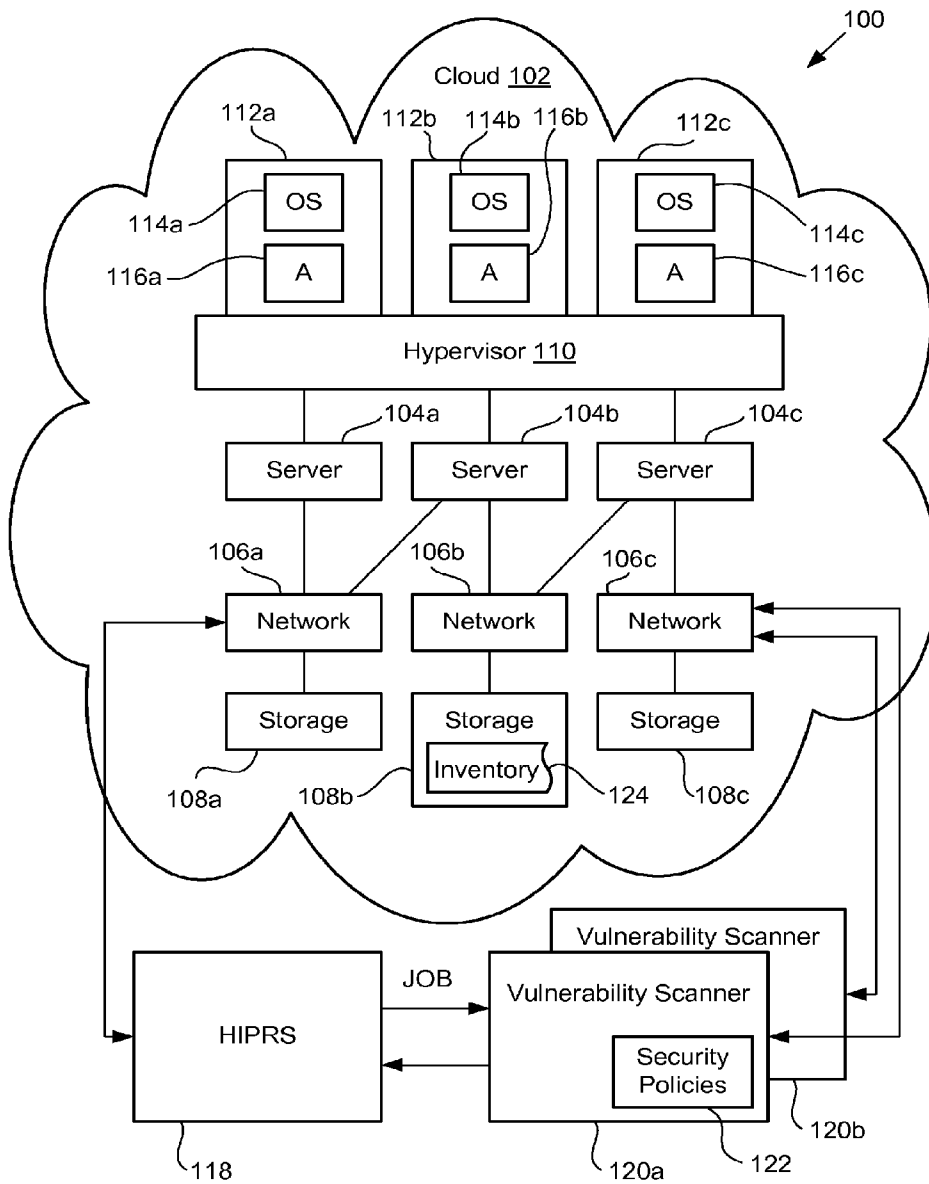 100
Cloud 102
112a
112b
114b
116b
112c
OS
OS
OS
114a
114c
A
A
A
116a
116c
Hypervisor 110
104a
104b
104c
Server
Server
Server
106a
106b
106c
Network
Network
Network
Storage
Storage
Storage
Inventory
108a
108b
124
108c
Vulnerability Scanner
JOB
Vulnerability Scanner
HIPRS
Security
Policies
120b
118
120a
122